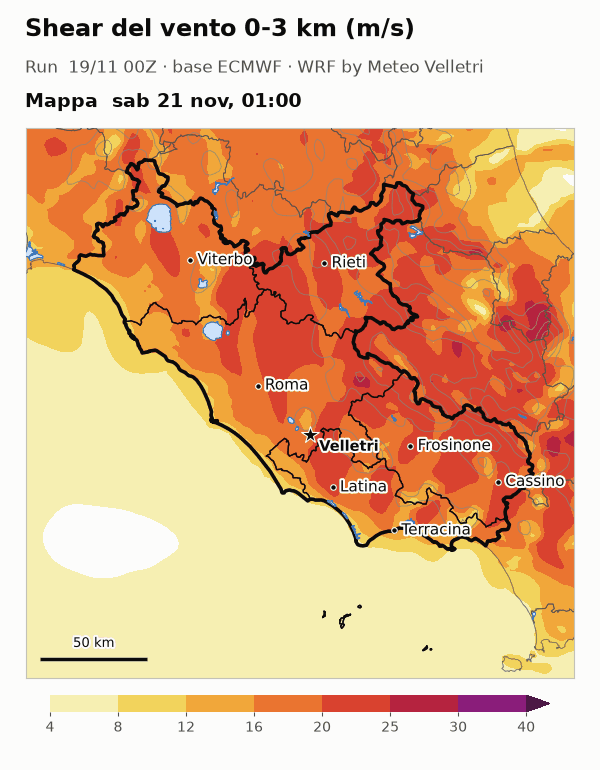 Shear del vento 0-3 km (m/s)
Run 19/11 00Z · base ECMWF · WRF by Meteo Velletri
Mappa sab 21 nov, 01:00
Viterbo
Rieti
Roma
Velletri
Frosinone
Latina
Cassino
Terracina
50 km
4 8 12 16 20 25 30 40